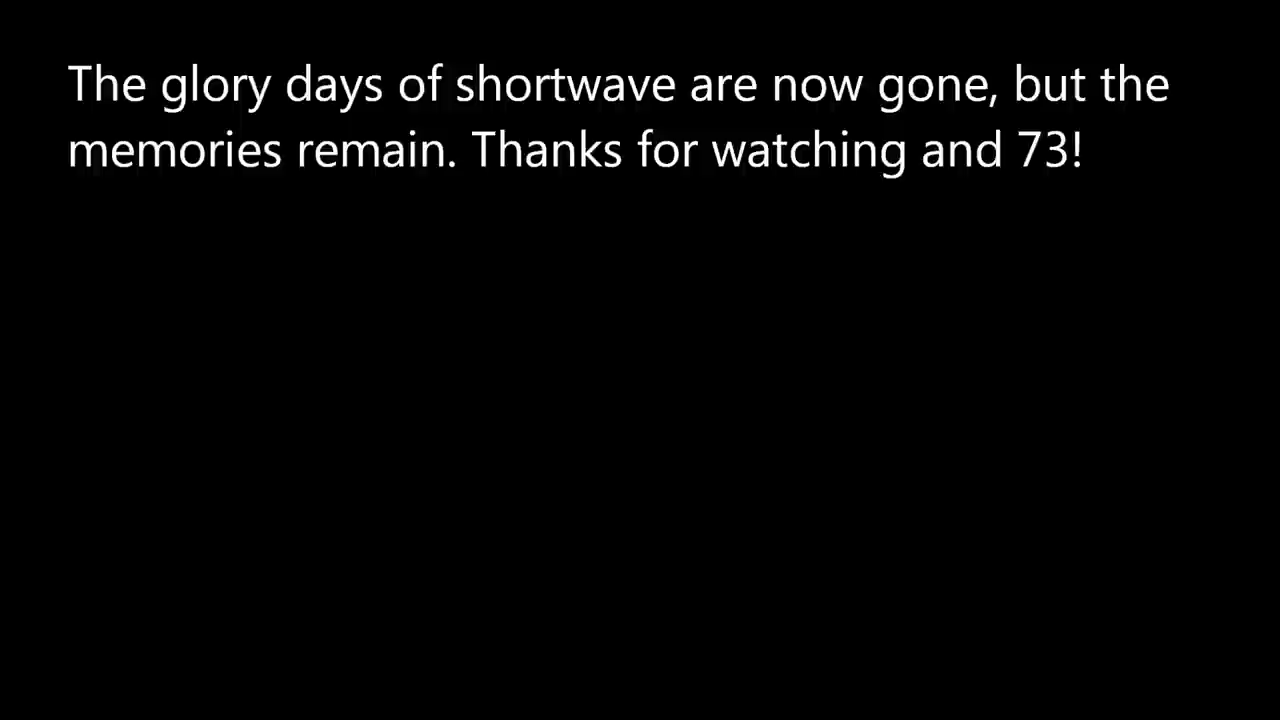 The glory days of shortwave are now gone, but the
memories remain. Thanks for watching and 73!